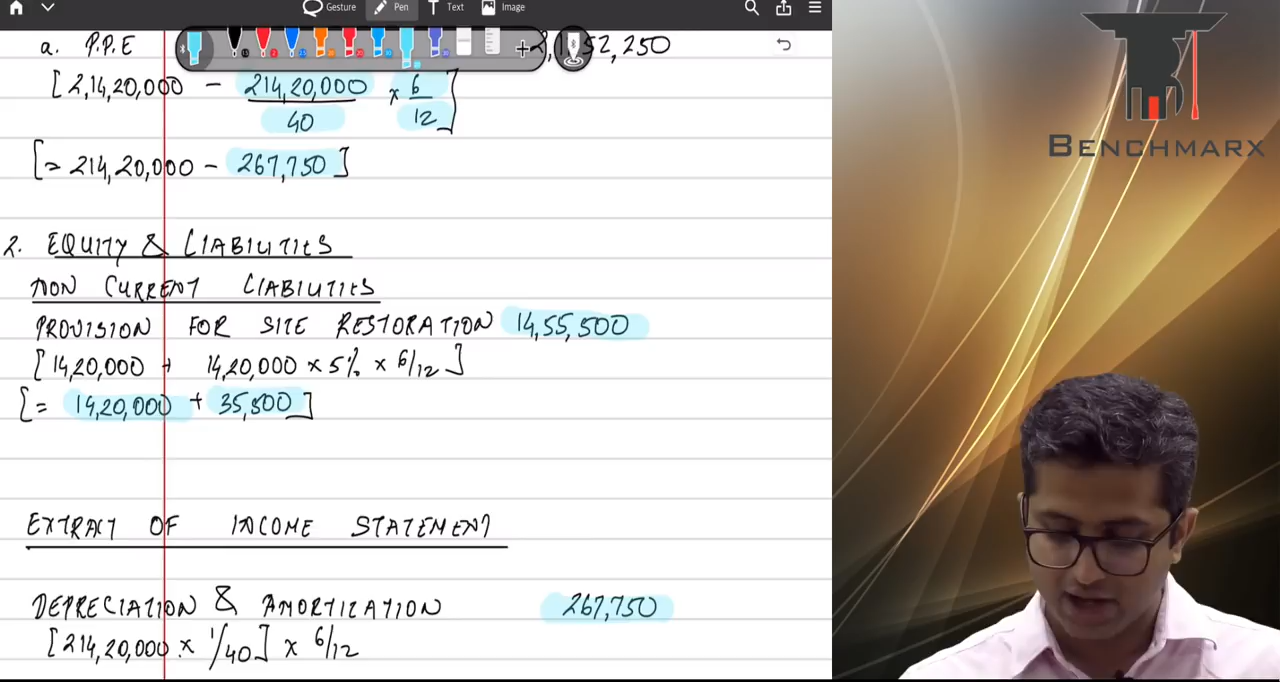 Gesture Pen Text Image
a. P.P.E 2,11,52,250
[2,14,20,000 - 214,20,000 / 40 × 6/12]
[= 214,20,000 - 267,750]
2. EQUITY & LIABILITIES
NON CURRENT LIABILITIES
PROVISION FOR SITE RESTORATION 14,55,500
[14,20,000 + 14,20,000 × 5% × 6/12]
[= 14,20,000 + 35,500]
EXTRACT OF INCOME STATEMENT
DEPRECIATION & AMORTIZATION 267,750
[214,20,000 × 1/40] × 6/12
BENCHMARX